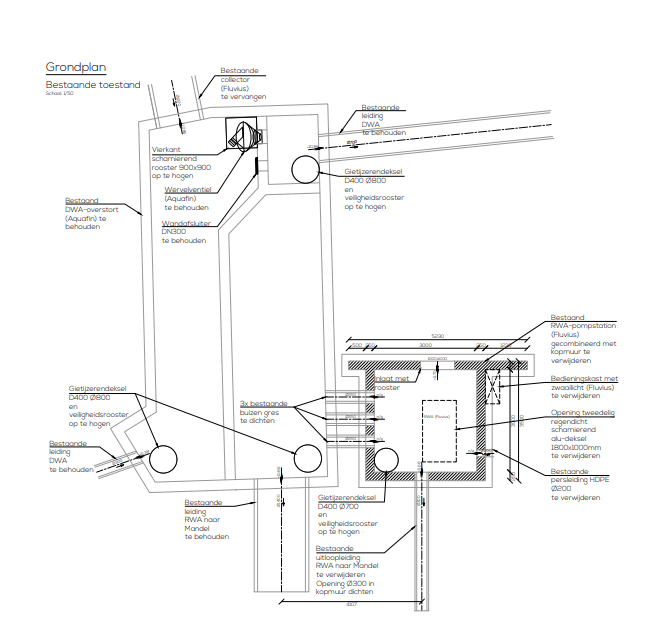 Grondplan
Bestaande toestand
Schaal 1/50
Bestaande
collector
(Fluvius)
te vervangen
Bestaande
leiding
DWA
te behouden
Vierkant
scharnierend
rooster 900x900
op te hogen
Wervelventiel
(Aquafin) te
behouden
Wandafsluiter
DN300
te behouden
Gietijzerendeksel
D400 Ø800
en
veiligheidsrooster
op te hogen
Bestaand
DWA-overstort
(Aquafin) te
behouden
Bestaand
RWA-pompstation
(Fluvius)
gecombineerd met
kopmuur te
verwijderen
5230
3000
Inlaat met
rooster
Bedieningskast met
zwaailicht (Fluvius)
te verwijderen
Gietijzerendeksel
D400 Ø800
en
veiligheidsrooster
op te hogen
3x bestaande
buizen gres
te dichten
Opening tweedelig
regendicht
scharnierend
alu-deksel
1800x1000mm
te verwijderen
RWA (Fluvius)
Bestaande
leiding
DWA
te behouden
Bestaande
persleiding HDPE
Ø200
te verwijderen
Bestaande
leiding
RWA naar
Mandel
te behouden
Gietijzerendeksel
D400 Ø700
en
veiligheidsrooster
op te hogen
Bestaande
uitloopleiding
RWA naar Mandel
te verwijderen
Opening Ø300 in
kopmuur dichten
4107